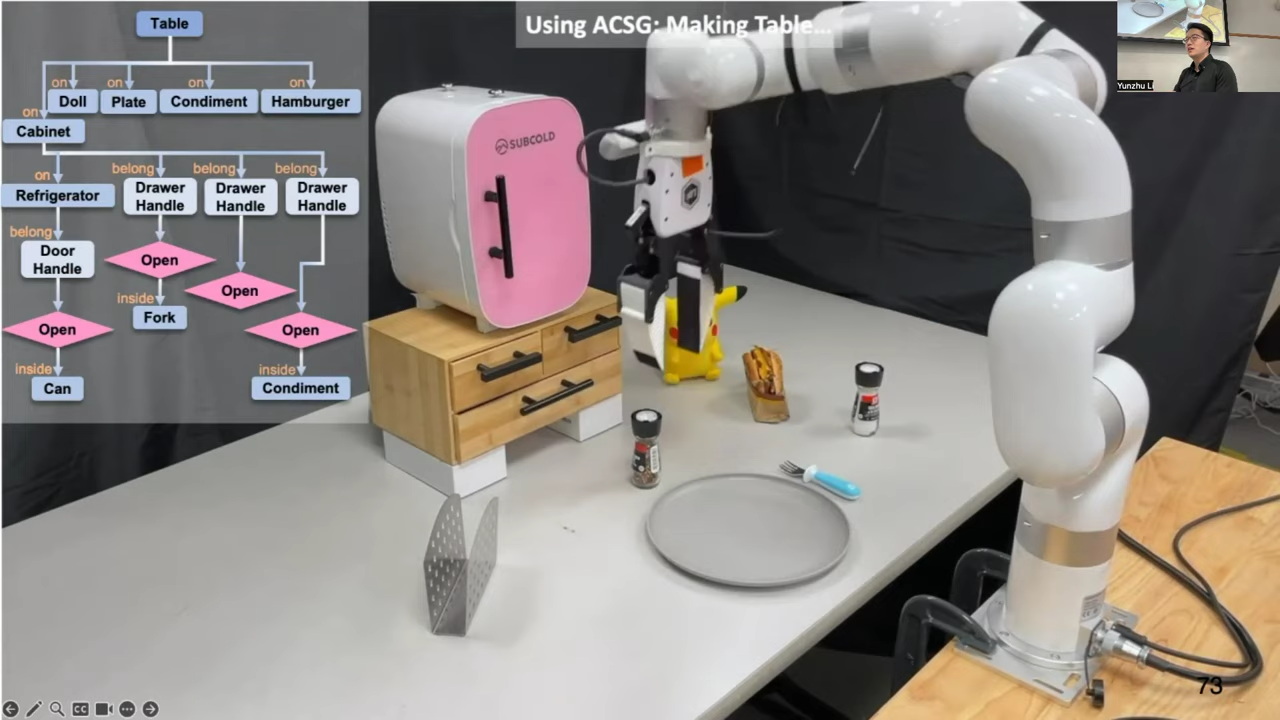 Using ACSG: Making Table...
Yunzhu Li
Table
on
on
on
on
Doll
Plate
Condiment
Hamburger
on
Cabinet
on
belong
belong
belong
Refrigerator
Drawer
Handle
Drawer
Handle
Drawer
Handle
belong
Door
Handle
Open
Open
inside
Fork
Open
Open
inside
Can
inside
Condiment
SUBCOLD
CC
73